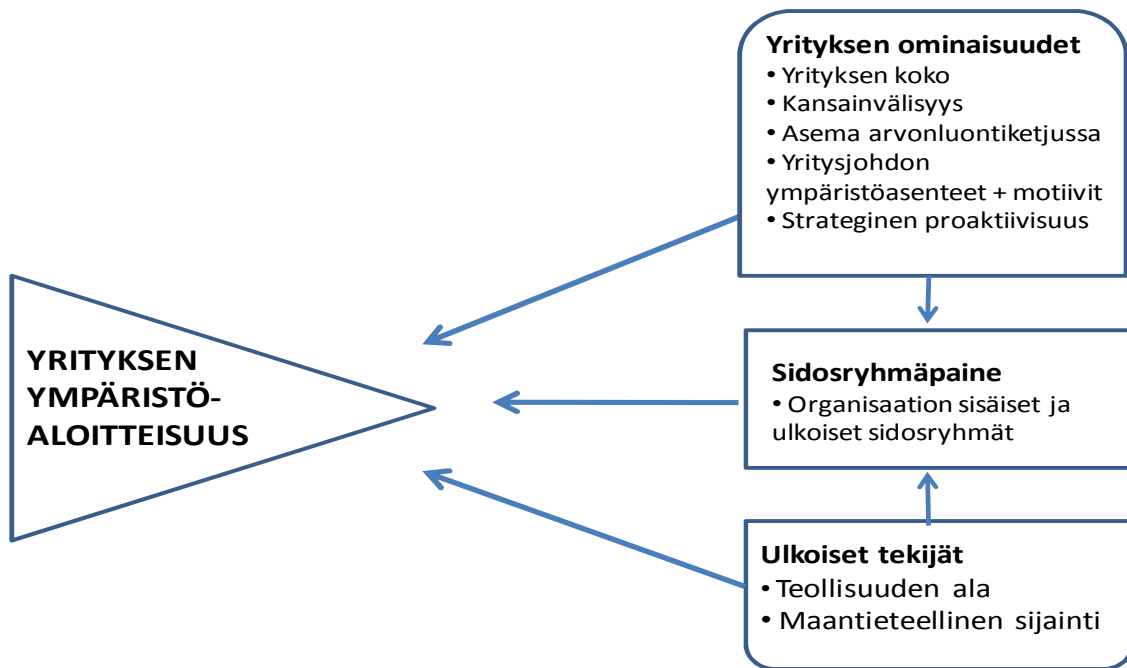 Yrityksen ominaisuudet
• Yrityksen koko
• Kansainvälisyys
• Asema arvonluontiketjussa
• Yritysjohdon
ympäristöasenteet + motiivit
• Strateginen proaktiivisuus
YRITYKSEN
YMPÄRISTÖ-
ALOITTEISUUS
Sidosryhmäpaine
• Organisaation sisäiset ja
ulkoiset sidosryhmät
Ulkoiset tekijät
• Teollisuuden ala
• Maantieteellinen sijainti